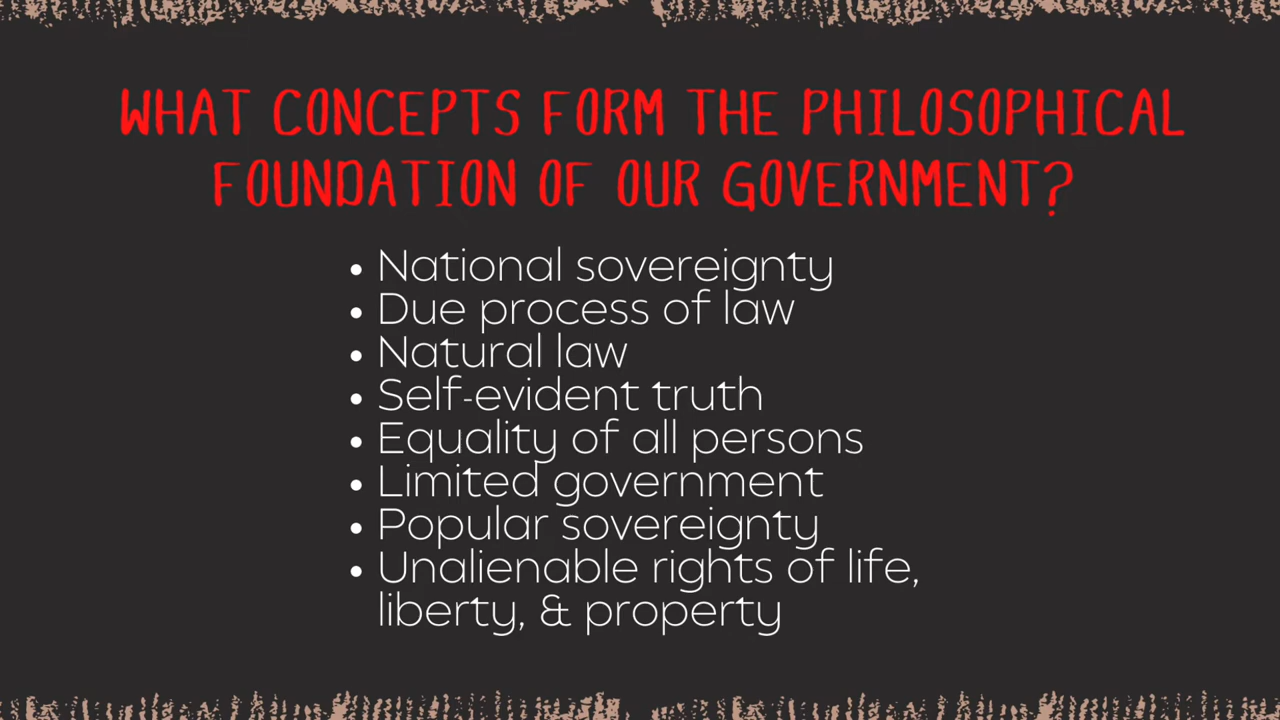 WHAT CONCEPTS FORM THE PHILOSOPHICAL
FOUNDATION OF OUR GOVERNMENT?
• National sovereignty
• Due process of law
• Natural law
• Self-evident truth
• Equality of all persons
• Limited government
• Popular sovereignty
• Unalienable rights of life,
liberty, & property